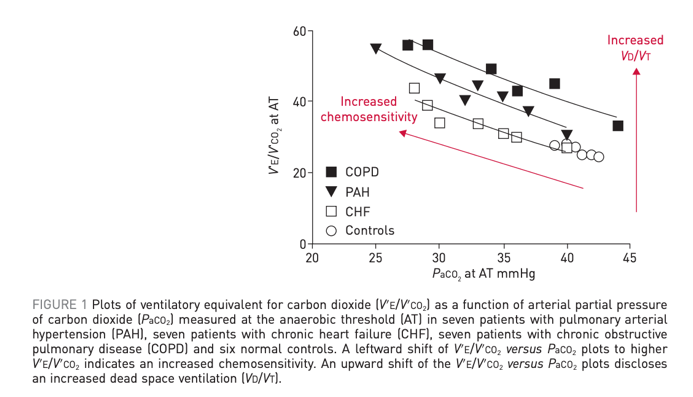 60
40
20
0
V'E/V'CO2 at AT
Increased
VD/VT
Increased
chemosensitivity
COPD
PAH
CHF
Controls
20 25 30 35 40 45
PaCO2 at AT mmHg
FIGURE 1 Plots of ventilatory equivalent for carbon dioxide (V'E/V'CO2) as a function of arterial partial pressure
of carbon dioxide (PaCO2) measured at the anaerobic threshold (AT) in seven patients with pulmonary arterial
hypertension (PAH), seven patients with chronic heart failure (CHF), seven patients with chronic obstructive
pulmonary disease (COPD) and six normal controls. A leftward shift of V'E/V'CO2 versus PaCO2 plots to higher
V'E/V'CO2 indicates an increased chemosensitivity. An upward shift of the V'E/V'CO2 versus PaCO2 plots discloses
an increased dead space ventilation (VD/VT).